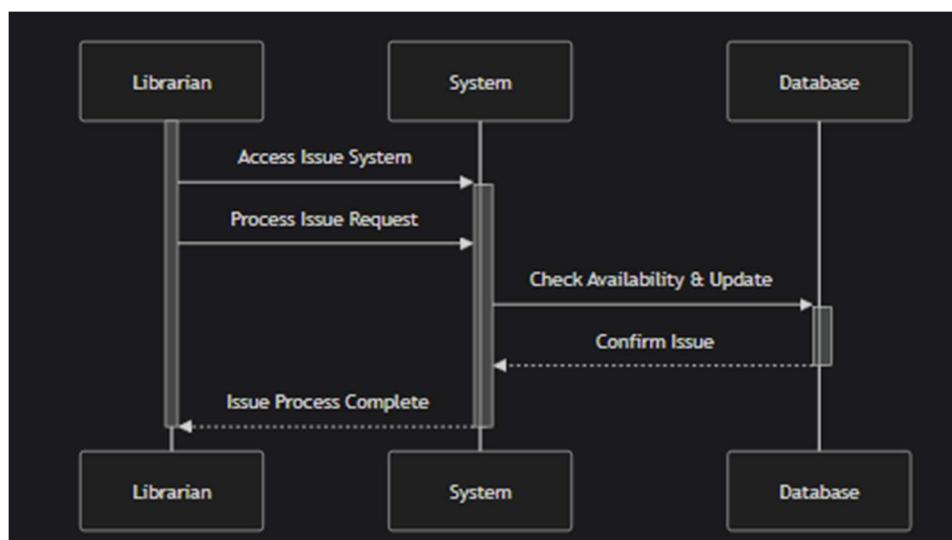 Librarian
System
Database
Access Issue System
Process Issue Request
Check Availability & Update
Confirm Issue
Issue Process Complete
Librarian
System
Database